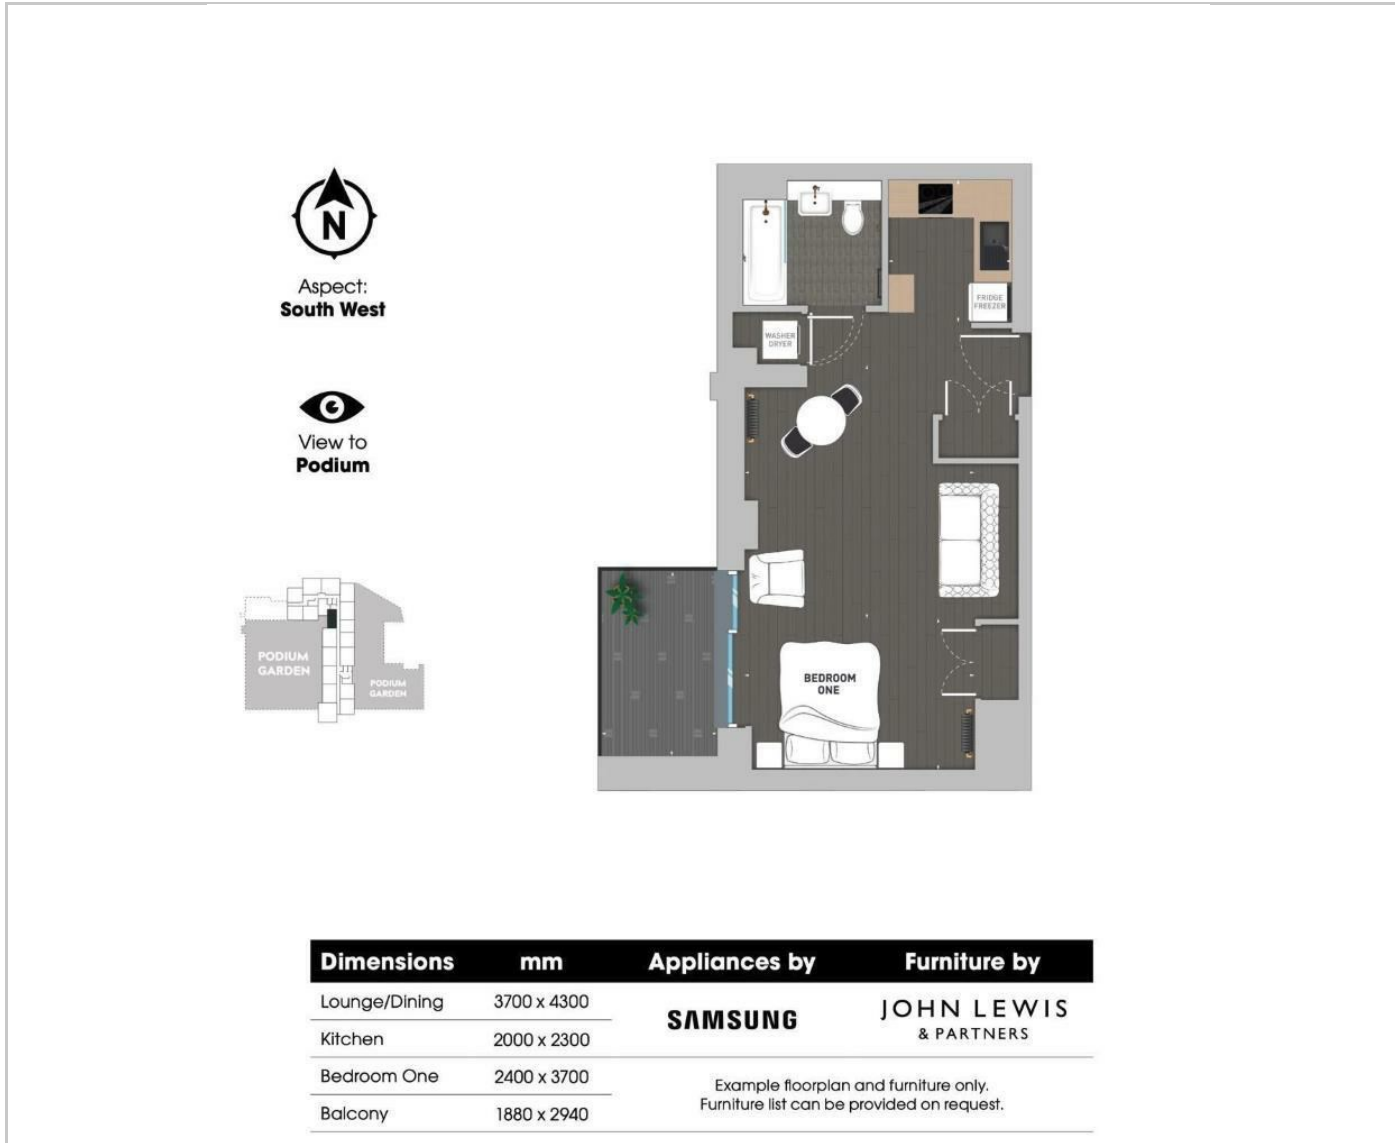 N
Aspect:
South West
View to
Podium
PODIUM
GARDEN
PODIUM
GARDEN
FRIDGE
FREEZER
WASHER
DRYER
BEDROOM
ONE
Dimensions mm Appliances by Furniture by
Lounge/Dining 3700 x 4300
Kitchen 2000 x 2300
Bedroom One 2400 x 3700
Balcony 1880 x 2940
SAMSUNG
JOHN LEWIS
& PARTNERS
Example floorplan and furniture only.
Furniture list can be provided on request.